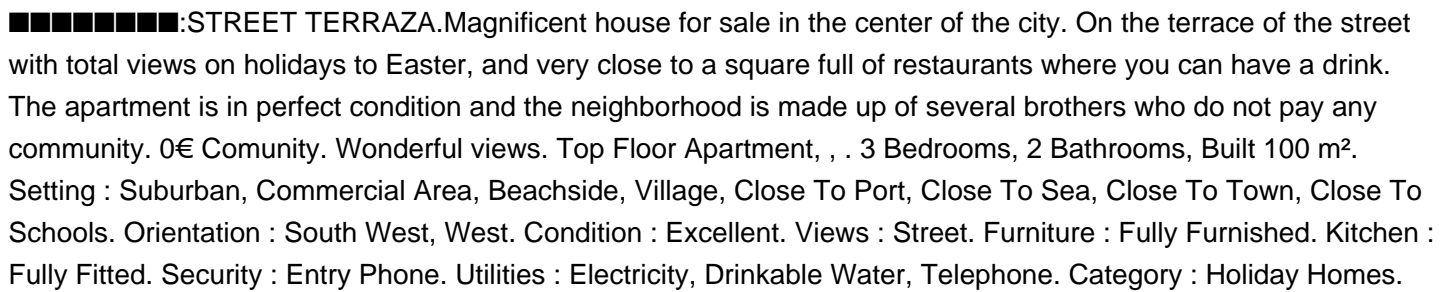 ■■■■■■■■:STREET TERRAZA.Magnificent house for sale in the center of the city. On the terrace of the street
with total views on holidays to Easter, and very close to a square full of restaurants where you can have a drink.
The apartment is in perfect condition and the neighborhood is made up of several brothers who do not pay any
community. 0€ Comunity. Wonderful views. Top Floor Apartment, , . 3 Bedrooms, 2 Bathrooms, Built 100 m².
Setting : Suburban, Commercial Area, Beachside, Village, Close To Port, Close To Sea, Close To Town, Close To
Schools. Orientation : South West, West. Condition : Excellent. Views : Street. Furniture : Fully Furnished. Kitchen :
Fully Fitted. Security : Entry Phone. Utilities : Electricity, Drinkable Water, Telephone. Category : Holiday Homes.